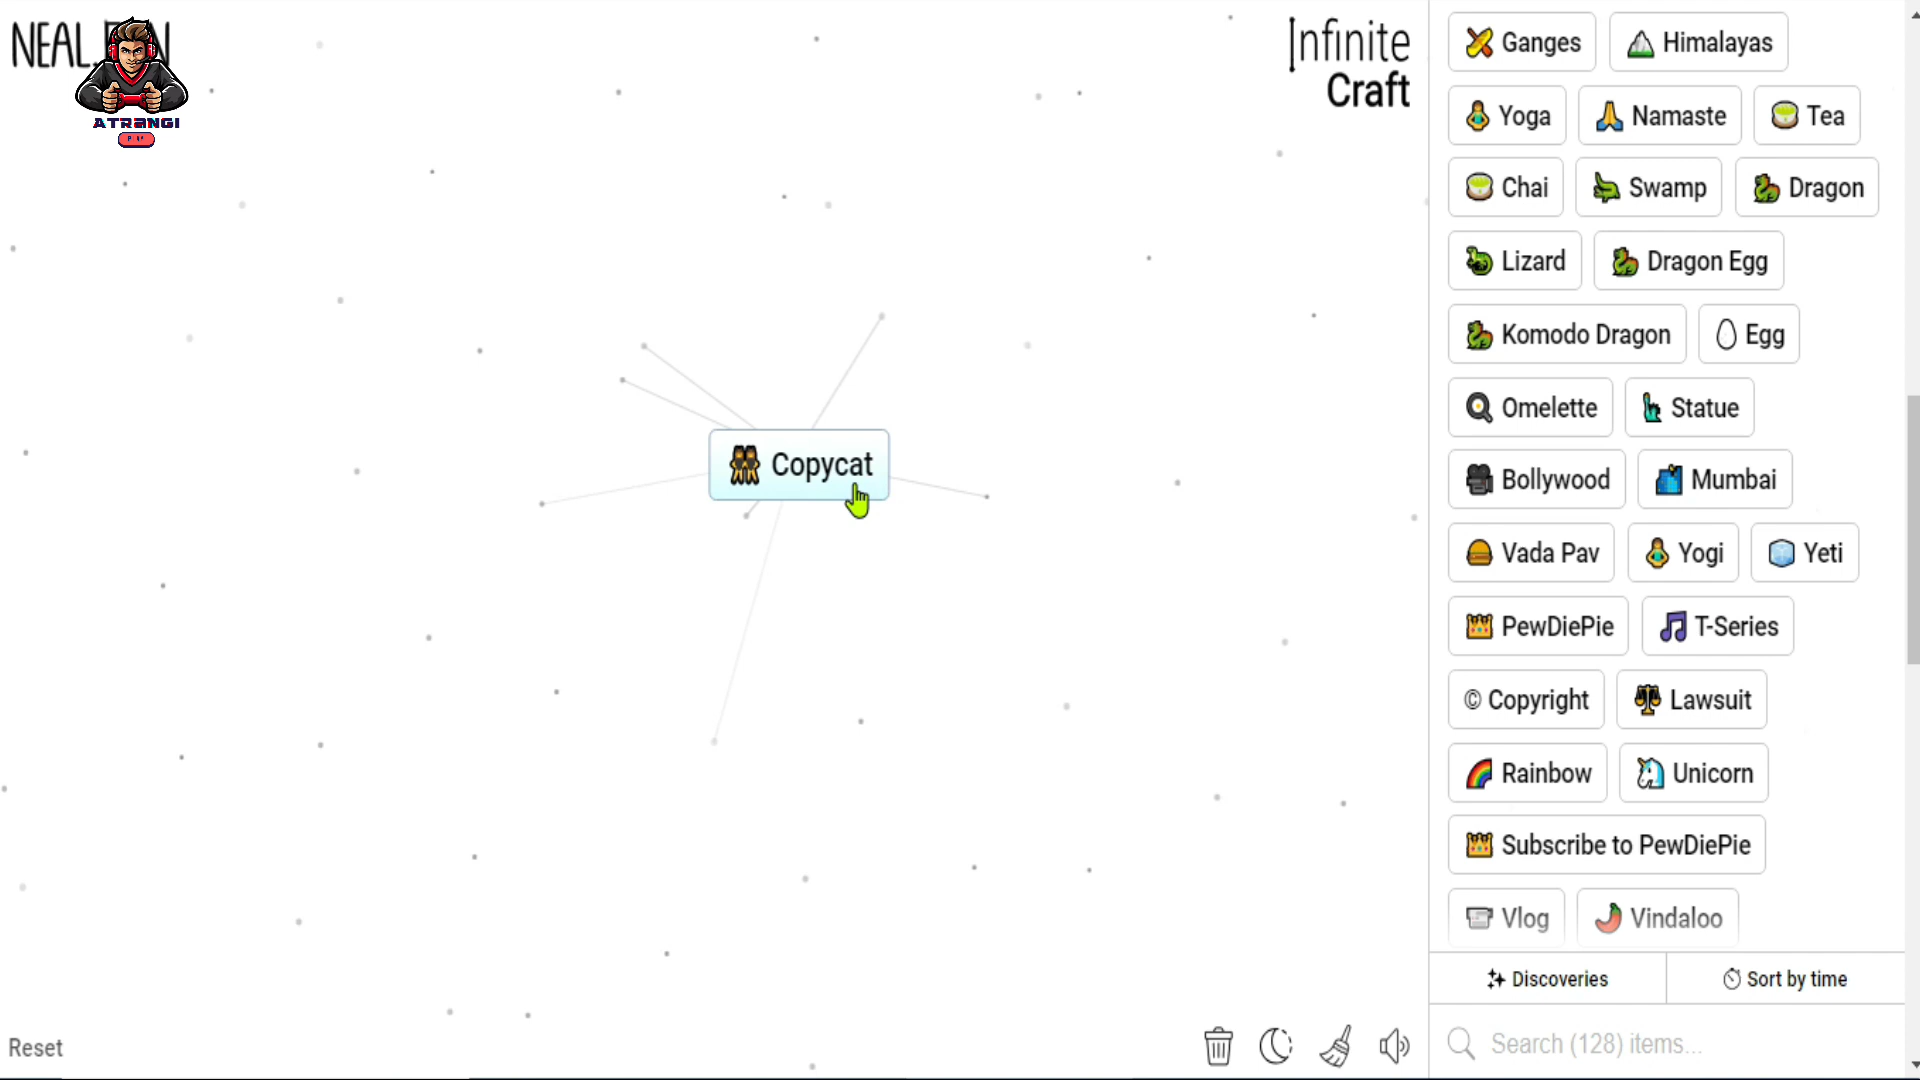 Infinite
Craft
ATRANGI
Copycat
Ganges Himalayas
Yoga Namaste Tea
Chai Swamp Dragon
Lizard Dragon Egg
Komodo Dragon Egg
Omelette Statue
Bollywood Mumbai
Vada Pav Yogi Yeti
PewDiePie T-Series
© Copyright Lawsuit
Rainbow Unicorn
Subscribe to PewDiePie
Vlog Vindaloo
Discoveries Sort by time
Search (128) items...
Reset